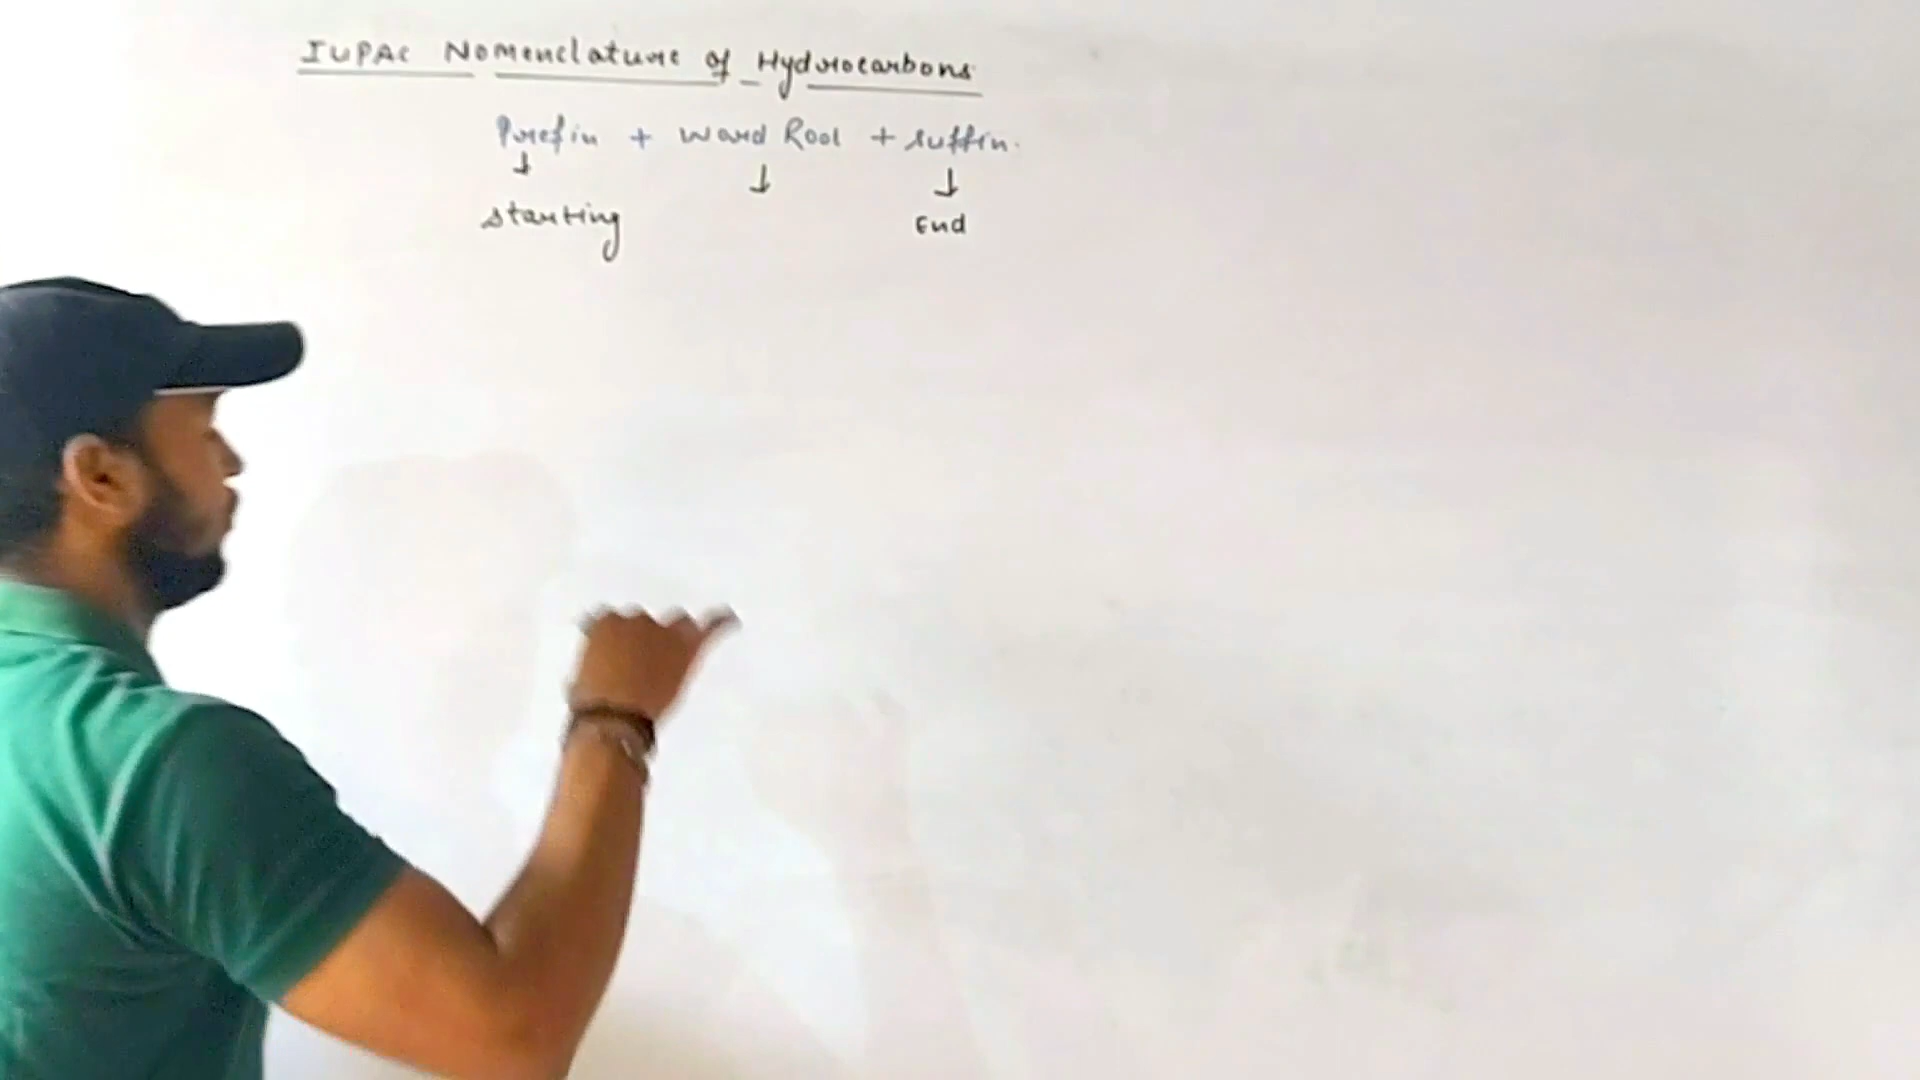 IUPAC Nomenclature of Hydrocarbons
Prefix + Word Root + suffix.
↓ ↓ ↓
starting End